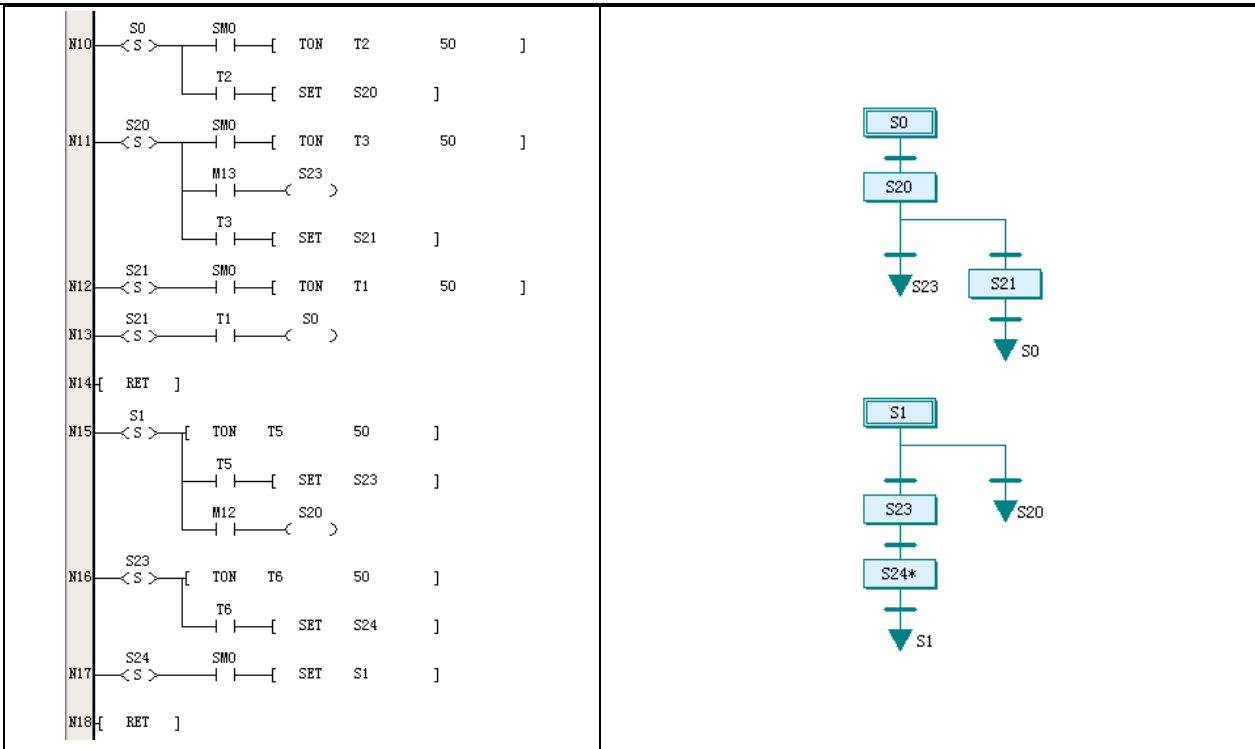 S0 SM0
N10 S [ TON T2 50 ]
T2
[ SET S20 ]
S20 SM0
N11 S [ TON T3 50 ]
M13 S23
( )
T3
[ SET S21 ]
S21 SM0
N12 S [ TON T1 50 ]
S21 T1 S0
N13 S ( )
N14 [ RET ]
S1
N15 S [ TON T5 50 ]
T5
[ SET S23 ]
M12 S20
( )
S23
N16 S [ TON T6 50 ]
T6
[ SET S24 ]
S24 SM0
N17 S [ SET S1 ]
N18 [ RET ]
S0
S20
S23 S21
S0
S1
S23 S20
S24*
S1